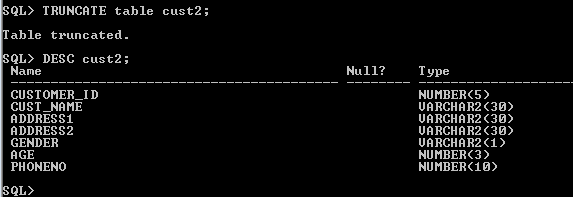 SQL> TRUNCATE table cust2;
Table truncated.
SQL> DESC cust2;
Name Null? Type
----------------------------------------- -------- ----------------------------
CUSTOMER_ID NUMBER(5)
CUST_NAME VARCHAR2(30)
ADDRESS1 VARCHAR2(30)
ADDRESS2 VARCHAR2(30)
GENDER VARCHAR2(1)
AGE NUMBER(3)
PHONENO NUMBER(10)
SQL>